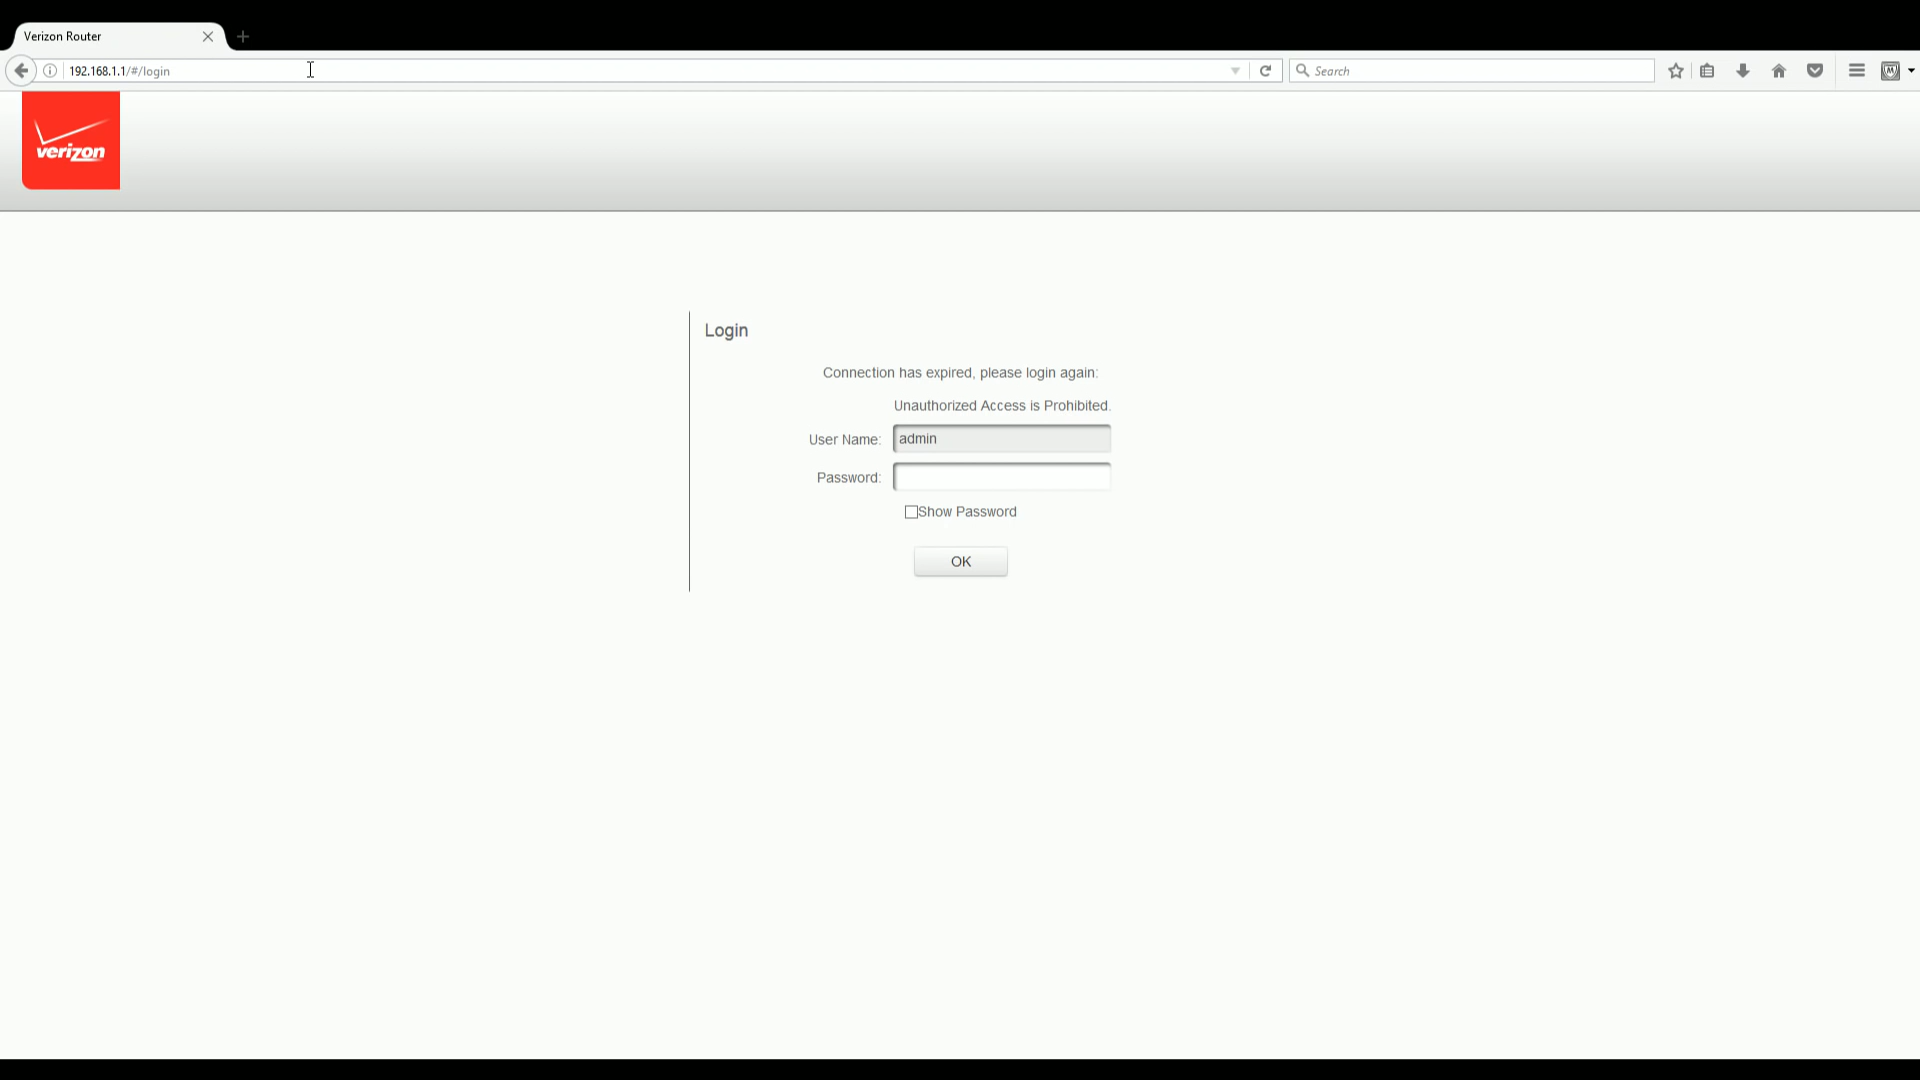 Verizon Router
192.168.1.1/#/login
Search
verizon
Login
Connection has expired, please login again:
Unauthorized Access is Prohibited.
User Name: admin
Password:
Show Password
OK